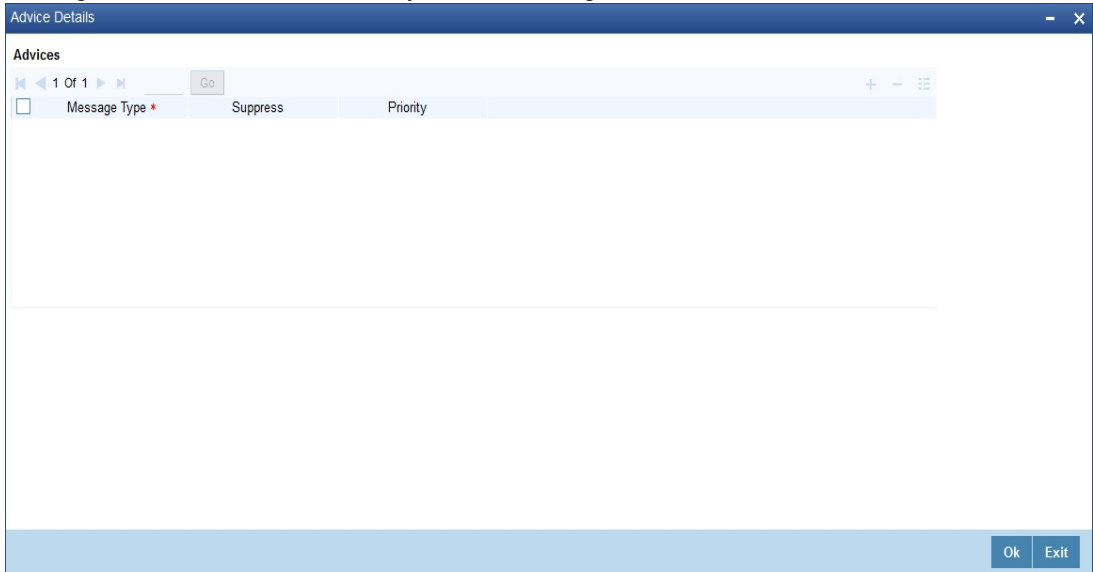 Advice Details
Advices
1 Of 1 Go
Message Type * Suppress Priority
Ok Exit